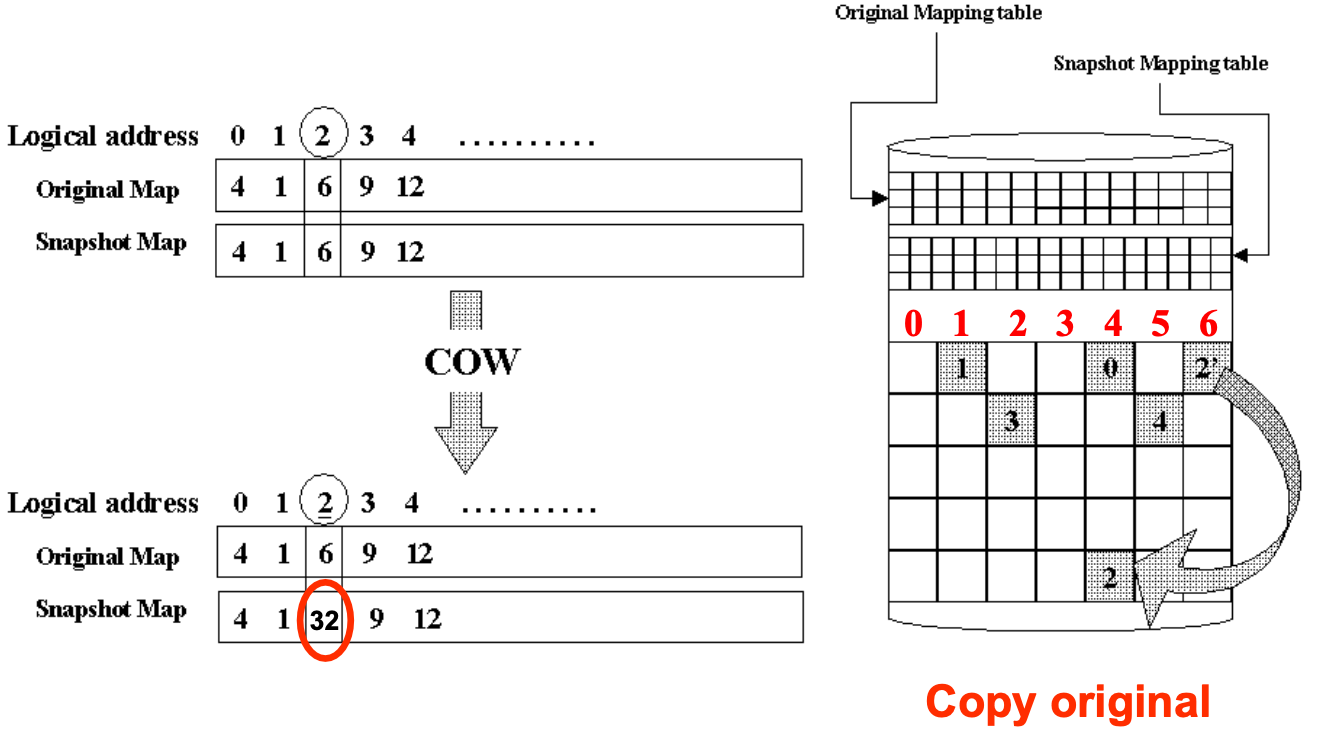 Original Mapping table
Snapshot Mapping table
Logical address 0 1 2 3 4 ..........
Original Map 4 1 6 9 12
Snapshot Map 4 1 6 9 12
COW
Logical address 0 1 2 3 4 ..........
Original Map 4 1 6 9 12
Snapshot Map 4 1 32 9 12
0 1 2 3 4 5 6
1 0 2'
3 4
2
Copy original